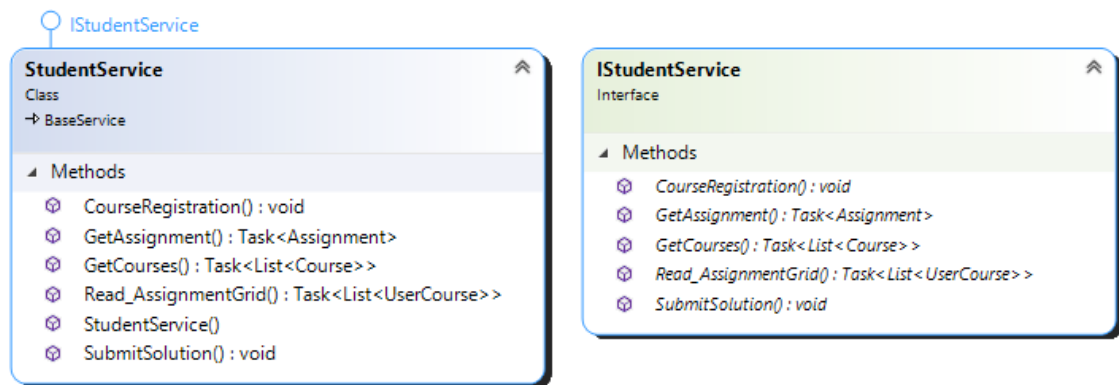 IStudentService
StudentService
Class
BaseService
Methods
CourseRegistration() : void
GetAssignment() : Task<Assignment>
GetCourses() : Task<List<Course>>
Read_AssignmentGrid() : Task<List<UserCourse>>
StudentService()
SubmitSolution() : void
IStudentService
Interface
Methods
CourseRegistration() : void
GetAssignment() : Task<Assignment>
GetCourses() : Task<List<Course>>
Read_AssignmentGrid() : Task<List<UserCourse>>
SubmitSolution() : void